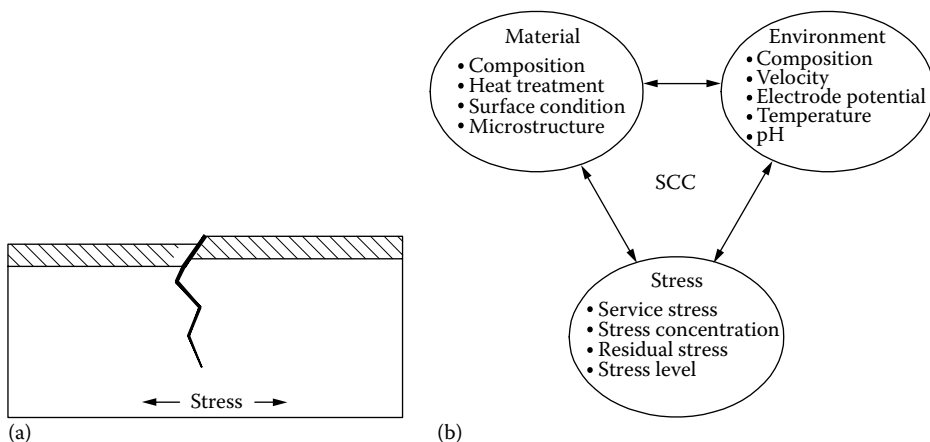 Material
• Composition
• Heat treatment
• Surface condition
• Microstructure
Environment
• Composition
• Velocity
• Electrode potential
• Temperature
• pH
SCC
Stress
• Service stress
• Stress concentration
• Residual stress
• Stress level
Stress
(a)
(b)